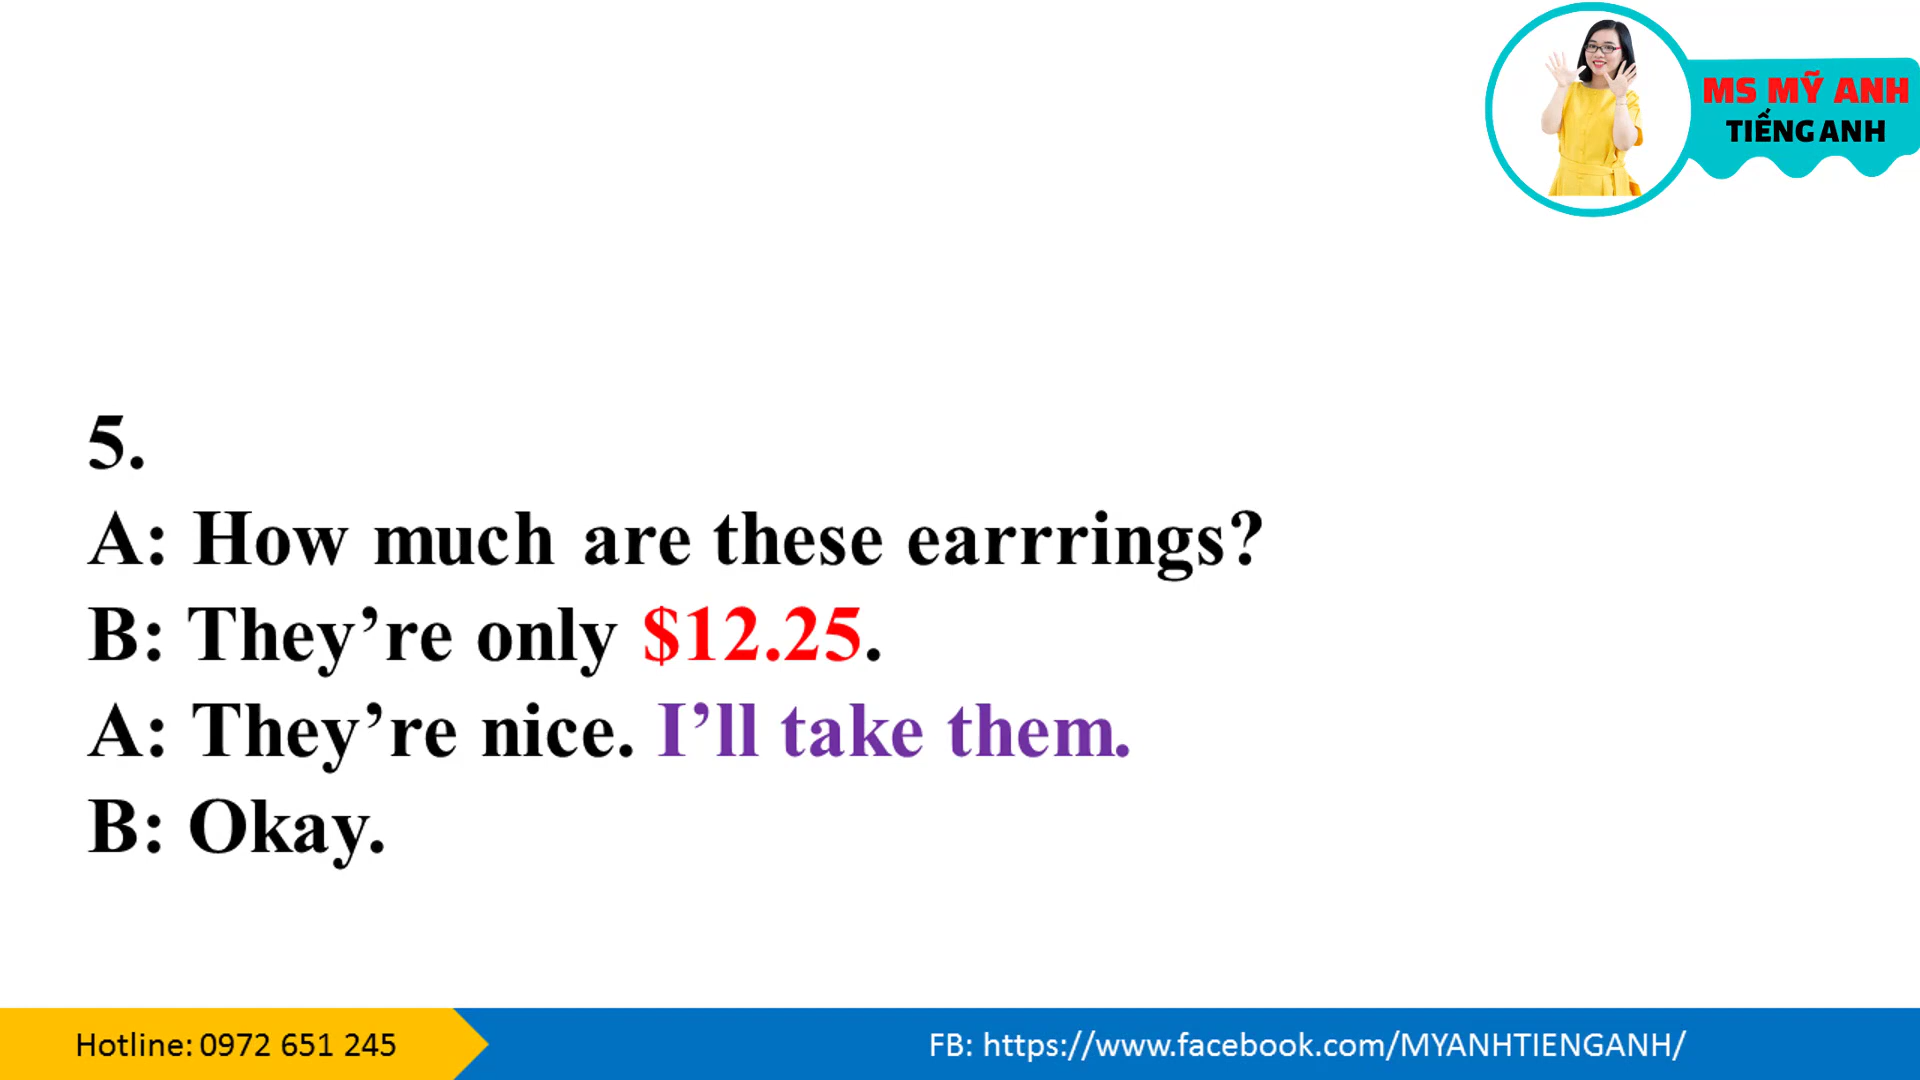 MS MỸ ANH
TIẾNG ANH
5.
A: How much are these earrrings?
B: They’re only $12.25.
A: They’re nice. I’ll take them.
B: Okay.
Hotline: 0972 651 245
FB: https://www.facebook.com/MYANHTIENGANH/